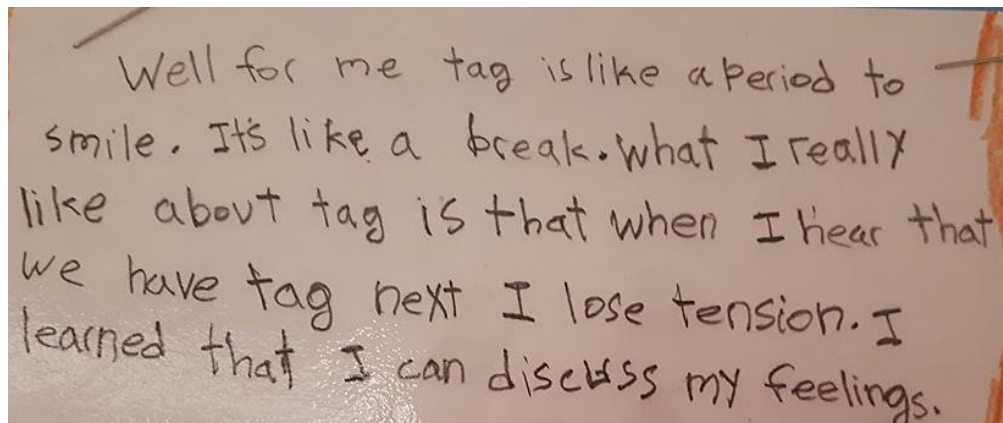 Well for me tag is like a period to
smile. It's like a break. What I really
like about tag is that when I hear that
we have tag next I lose tension. I
learned that I can discuss my feelings.